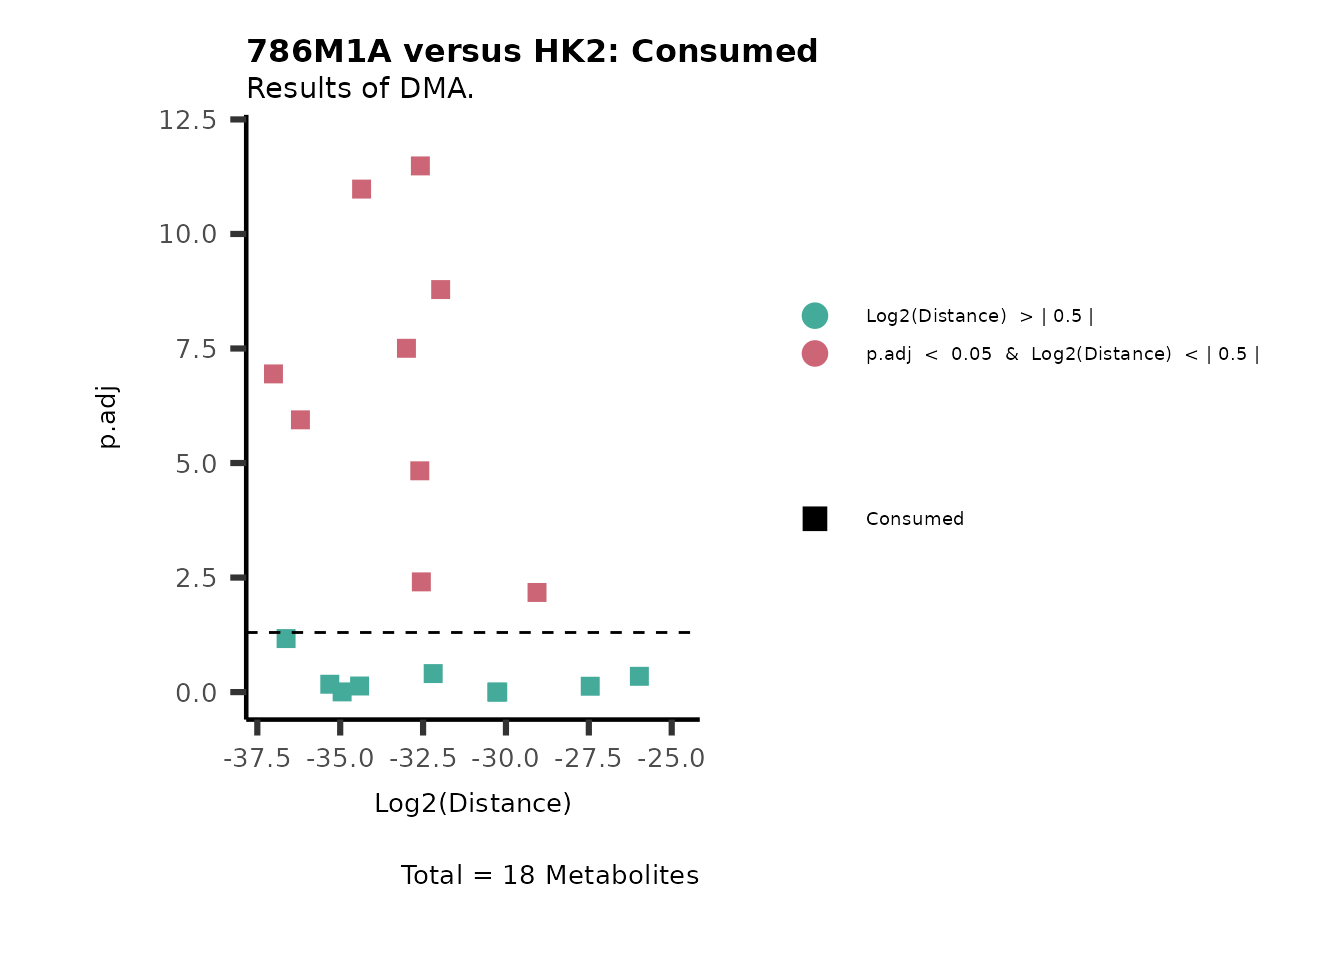 786M1A versus HK2: Consumed
Results of DMA.
12.5
10.0
7.5
5.0
2.5
0.0
p.adj
-37.5 -35.0 -32.5 -30.0 -27.5 -25.0
Log2(Distance)
Log2(Distance) > | 0.5 |
p.adj < 0.05 & Log2(Distance) < | 0.5 |
Consumed
Total = 18 Metabolites